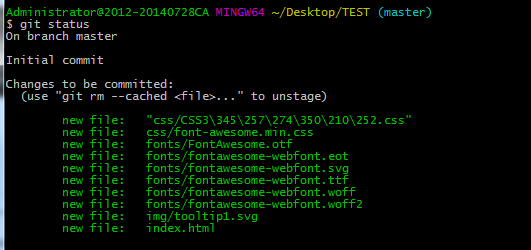 Administrator@2012-20140728CA MINGW64 ~/Desktop/TEST (master)
$ git status
On branch master
Initial commit
Changes to be committed:
(use "git rm --cached <file>..." to unstage)
new file: "css/CSS3\345\257\274\350\210\252.css"
new file: css/font-awesome.min.css
new file: fonts/FontAwesome.otf
new file: fonts/fontawesome-webfont.eot
new file: fonts/fontawesome-webfont.svg
new file: fonts/fontawesome-webfont.ttf
new file: fonts/fontawesome-webfont.woff
new file: fonts/fontawesome-webfont.woff2
new file: img/tooltip1.svg
new file: index.html